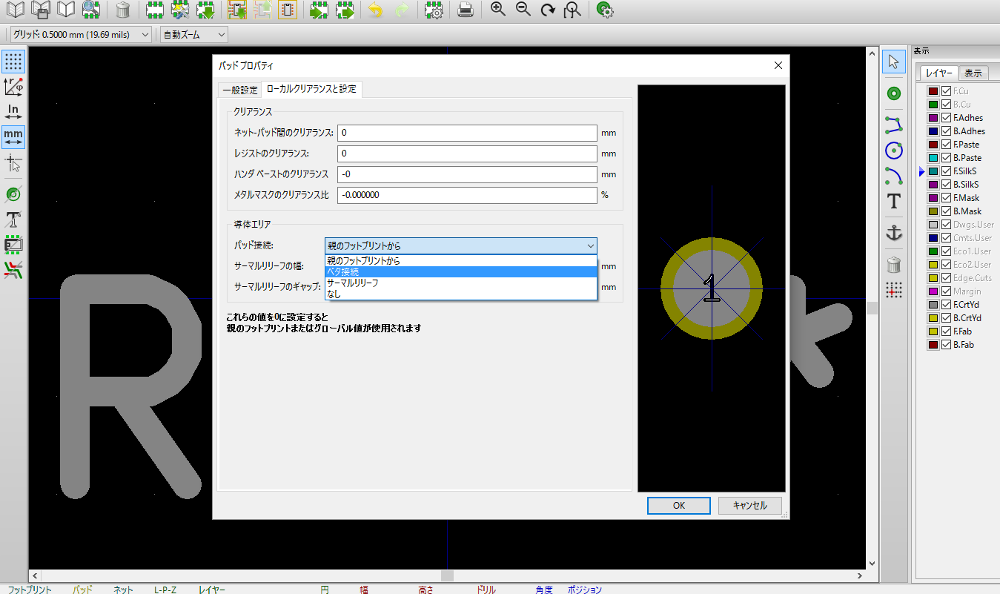 グリッド: 0.5000 mm (19.69 mils)
自動ズーム
In
mm
パッド プロパティ
一般設定
ローカルクリアランスと設定
クリアランス
ネット-パッド間のクリアランス:
0
mm
レジストのクリアランス:
0
mm
ハンダ ペーストのクリアランス
-0
mm
メタルマスクのクリアランス比
-0.000000
%
導体エリア
パッド接続:
親のフットプリントから
親のフットプリントから
ベタ接続
サーマルリリーフ
なし
サーマルリリーフの幅:
mm
サーマルリリーフのギャップ:
mm
これらの値を0に設定すると
親のフットプリントまたはグローバル値が使用されます
1
OK
キャンセル
R
T
T
表示
レイヤー
表示
F.Cu
B.Cu
F.Adhes
B.Adhes
F.Paste
B.Paste
F.SilkS
B.SilkS
F.Mask
B.Mask
Dwgs.User
Cmts.User
Eco1.User
Eco2.User
Edge.Cuts
Margin
F.CrtYd
B.CrtYd
F.Fab
B.Fab
フットプリント
パッド
ネット
L-P-Z
レイヤー
円
幅
高さ
ドリル
角度
ポジション